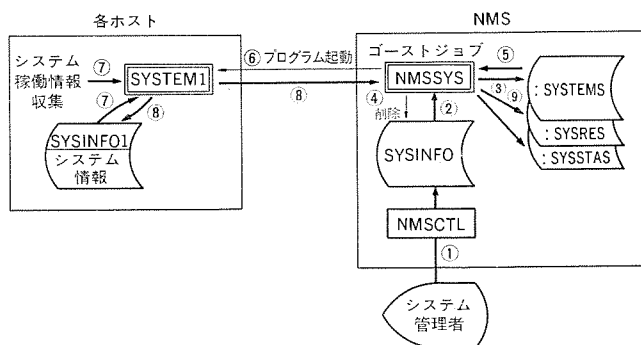 各ホスト
NMS
システム
稼働情報
収集
⑦
SYSTEM1
⑦
⑧
SYSINFO1
システム
情報
⑥プログラム起動
⑧
ゴーストジョブ
NMSSYS
⑤
③
⑨
④
削除
②
: SYSTEMS
: SYSRES
: SYSSTAS
SYSINFO
NMSCTL
①
システム
管理者